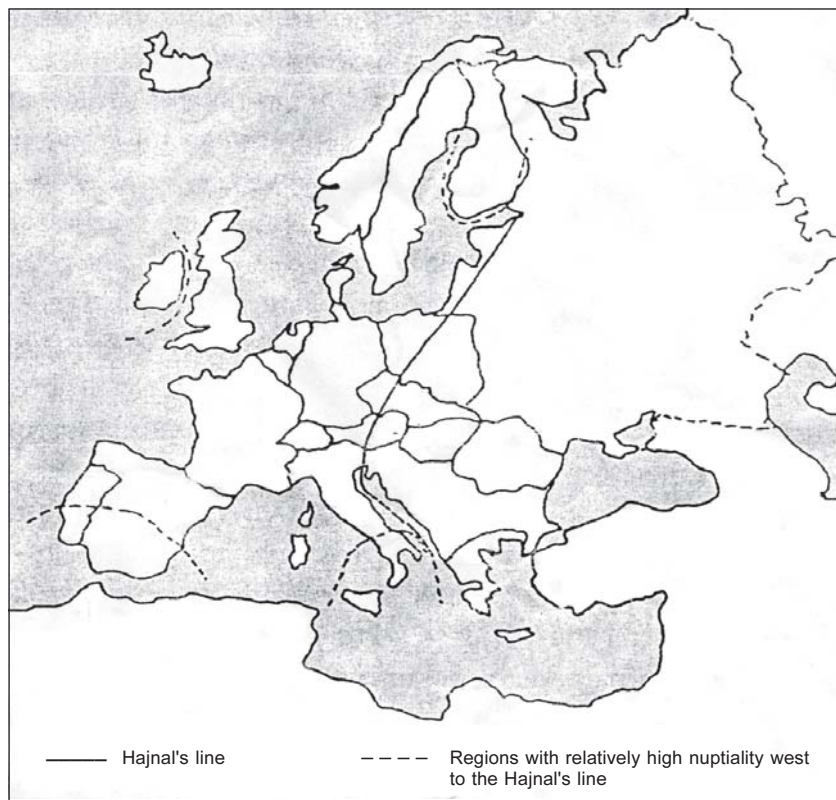 Hajnal's line
Regions with relatively high nuptiality west
to the Hajnal's line